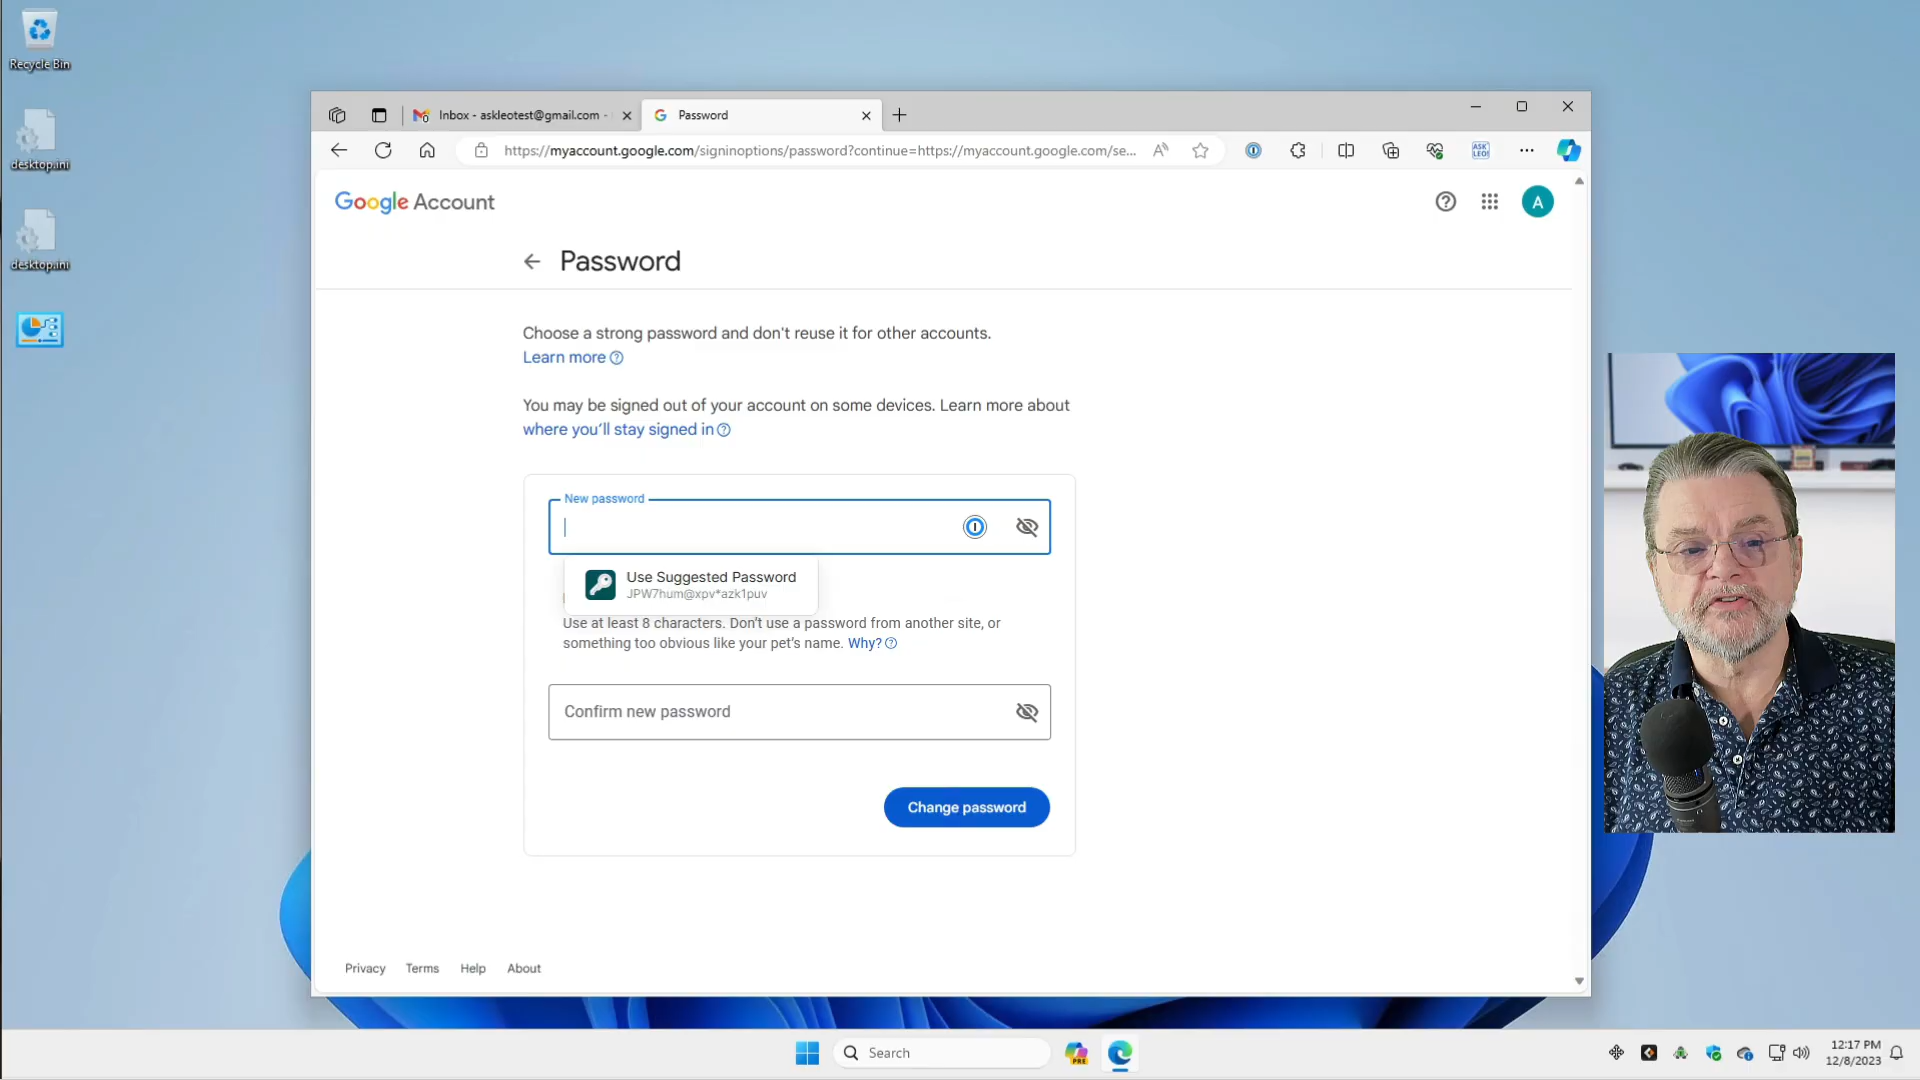 Recycle Bin
desktop.ini
desktop.ini
Inbox - askleotest@gmail.com -
Password
https://myaccount.google.com/signinoptions/password?continue=https://myaccount.google.com/se...
ASK
LEO!
Google Account
A
Password
Choose a strong password and don't reuse it for other accounts.
Learn more
You may be signed out of your account on some devices. Learn more about
where you'll stay signed in
New password
Use Suggested Password
JPW7hum@xpv*azk1puv
Use at least 8 characters. Don't use a password from another site, or
something too obvious like your pet's name. Why?
Confirm new password
Change password
Privacy Terms Help About
Search
PRE
12:17 PM
12/8/2023